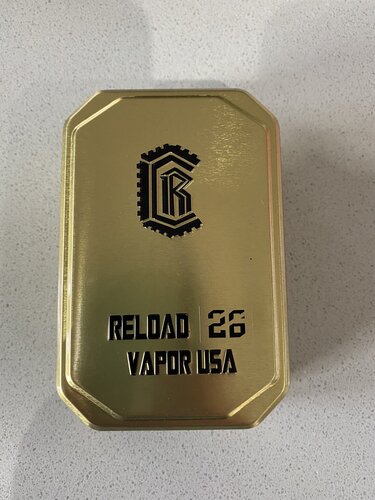 R
RELOAD | 26
VAPOR USA